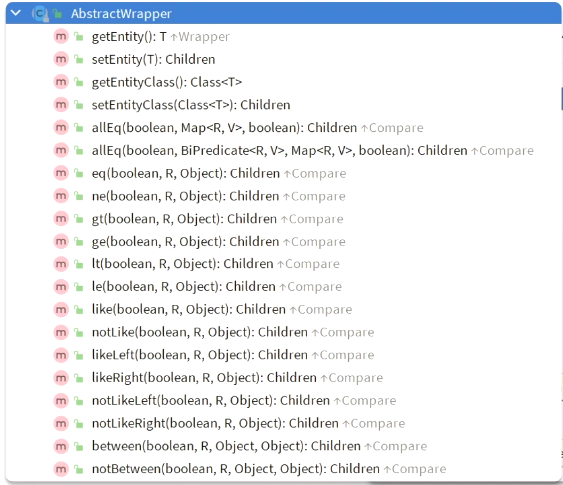 AbstractWrapper
getEntity(): T ↑Wrapper
setEntity(T): Children
getEntityClass(): Class<T>
setEntityClass(Class<T>): Children
allEq(boolean, Map<R, V>, boolean): Children ↑Compare
allEq(boolean, BiPredicate<R, V>, Map<R, V>, boolean): Children ↑Compare
eq(boolean, R, Object): Children ↑Compare
ne(boolean, R, Object): Children ↑Compare
gt(boolean, R, Object): Children ↑Compare
ge(boolean, R, Object): Children ↑Compare
lt(boolean, R, Object): Children ↑Compare
le(boolean, R, Object): Children ↑Compare
like(boolean, R, Object): Children ↑Compare
notLike(boolean, R, Object): Children ↑Compare
likeLeft(boolean, R, Object): Children ↑Compare
likeRight(boolean, R, Object): Children ↑Compare
notLikeLeft(boolean, R, Object): Children ↑Compare
notLikeRight(boolean, R, Object): Children ↑Compare
between(boolean, R, Object, Object): Children ↑Compare
notBetween(boolean, R, Object, Object): Children ↑Compare